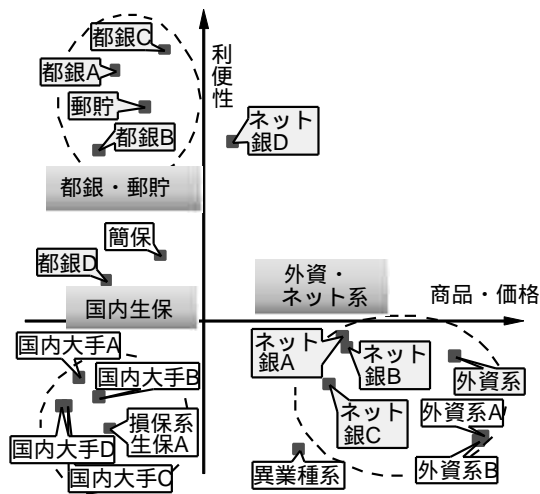 都銀C
利便性
都銀A
郵貯
都銀B
ネット
銀D
都銀・郵貯
簡保
都銀D
外資・
ネット系
商品・価格
国内生保
国内大手A
ネット
銀A
ネット
銀B
外資系
国内大手B
ネット
銀C
外資系A
損保系
生保A
国内大手D
国内大手C
異業種系
外資系B